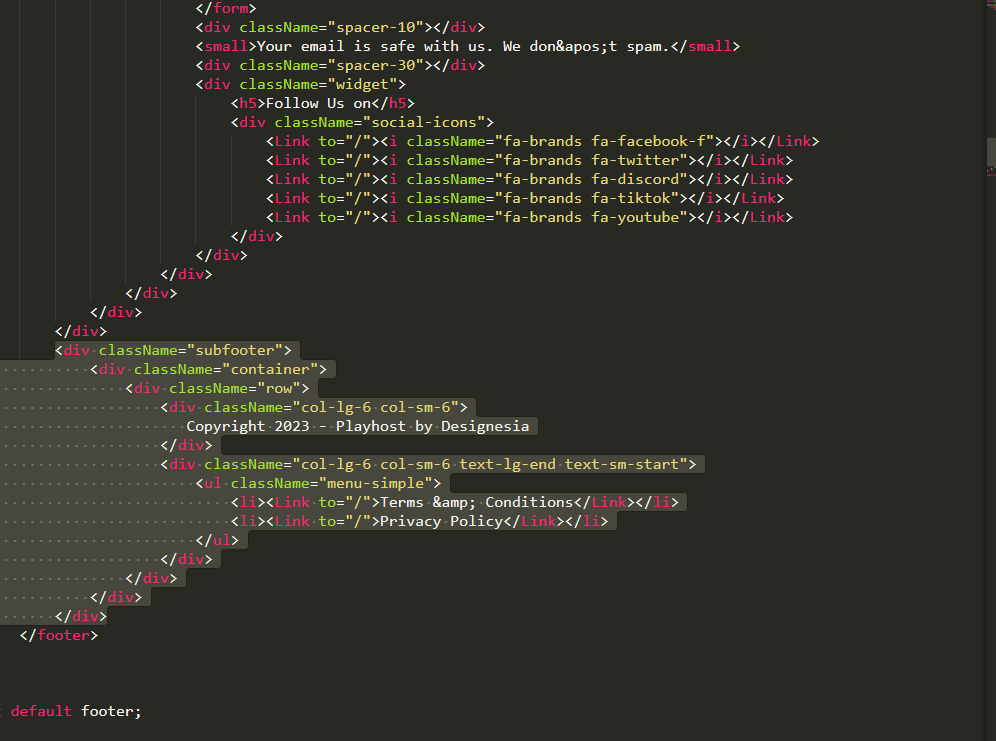 </form>
<div className="spacer-10"></div>
<small>Your email is safe with us. We don&apos;t spam.</small>
<div className="spacer-30"></div>
<div className="widget">
<h5>Follow Us on</h5>
<div className="social-icons">
<Link to="/"><i className="fa-brands fa-facebook-f"></i></Link>
<Link to="/"><i className="fa-brands fa-twitter"></i></Link>
<Link to="/"><i className="fa-brands fa-discord"></i></Link>
<Link to="/"><i className="fa-brands fa-tiktok"></i></Link>
<Link to="/"><i className="fa-brands fa-youtube"></i></Link>
</div>
</div>
</div>
</div>
</div>
</div>
<div className="subfooter">
<div className="container">
<div className="row">
<div className="col-lg-6 col-sm-6">
Copyright 2023 - Playhost by Designesia
</div>
<div className="col-lg-6 col-sm-6 text-lg-end text-sm-start">
<ul className="menu-simple">
<li><Link to="/">Terms &amp; Conditions</Link></li>
<li><Link to="/">Privacy Policy</Link></li>
</ul>
</div>
</div>
</div>
</div>
</footer>
default footer;